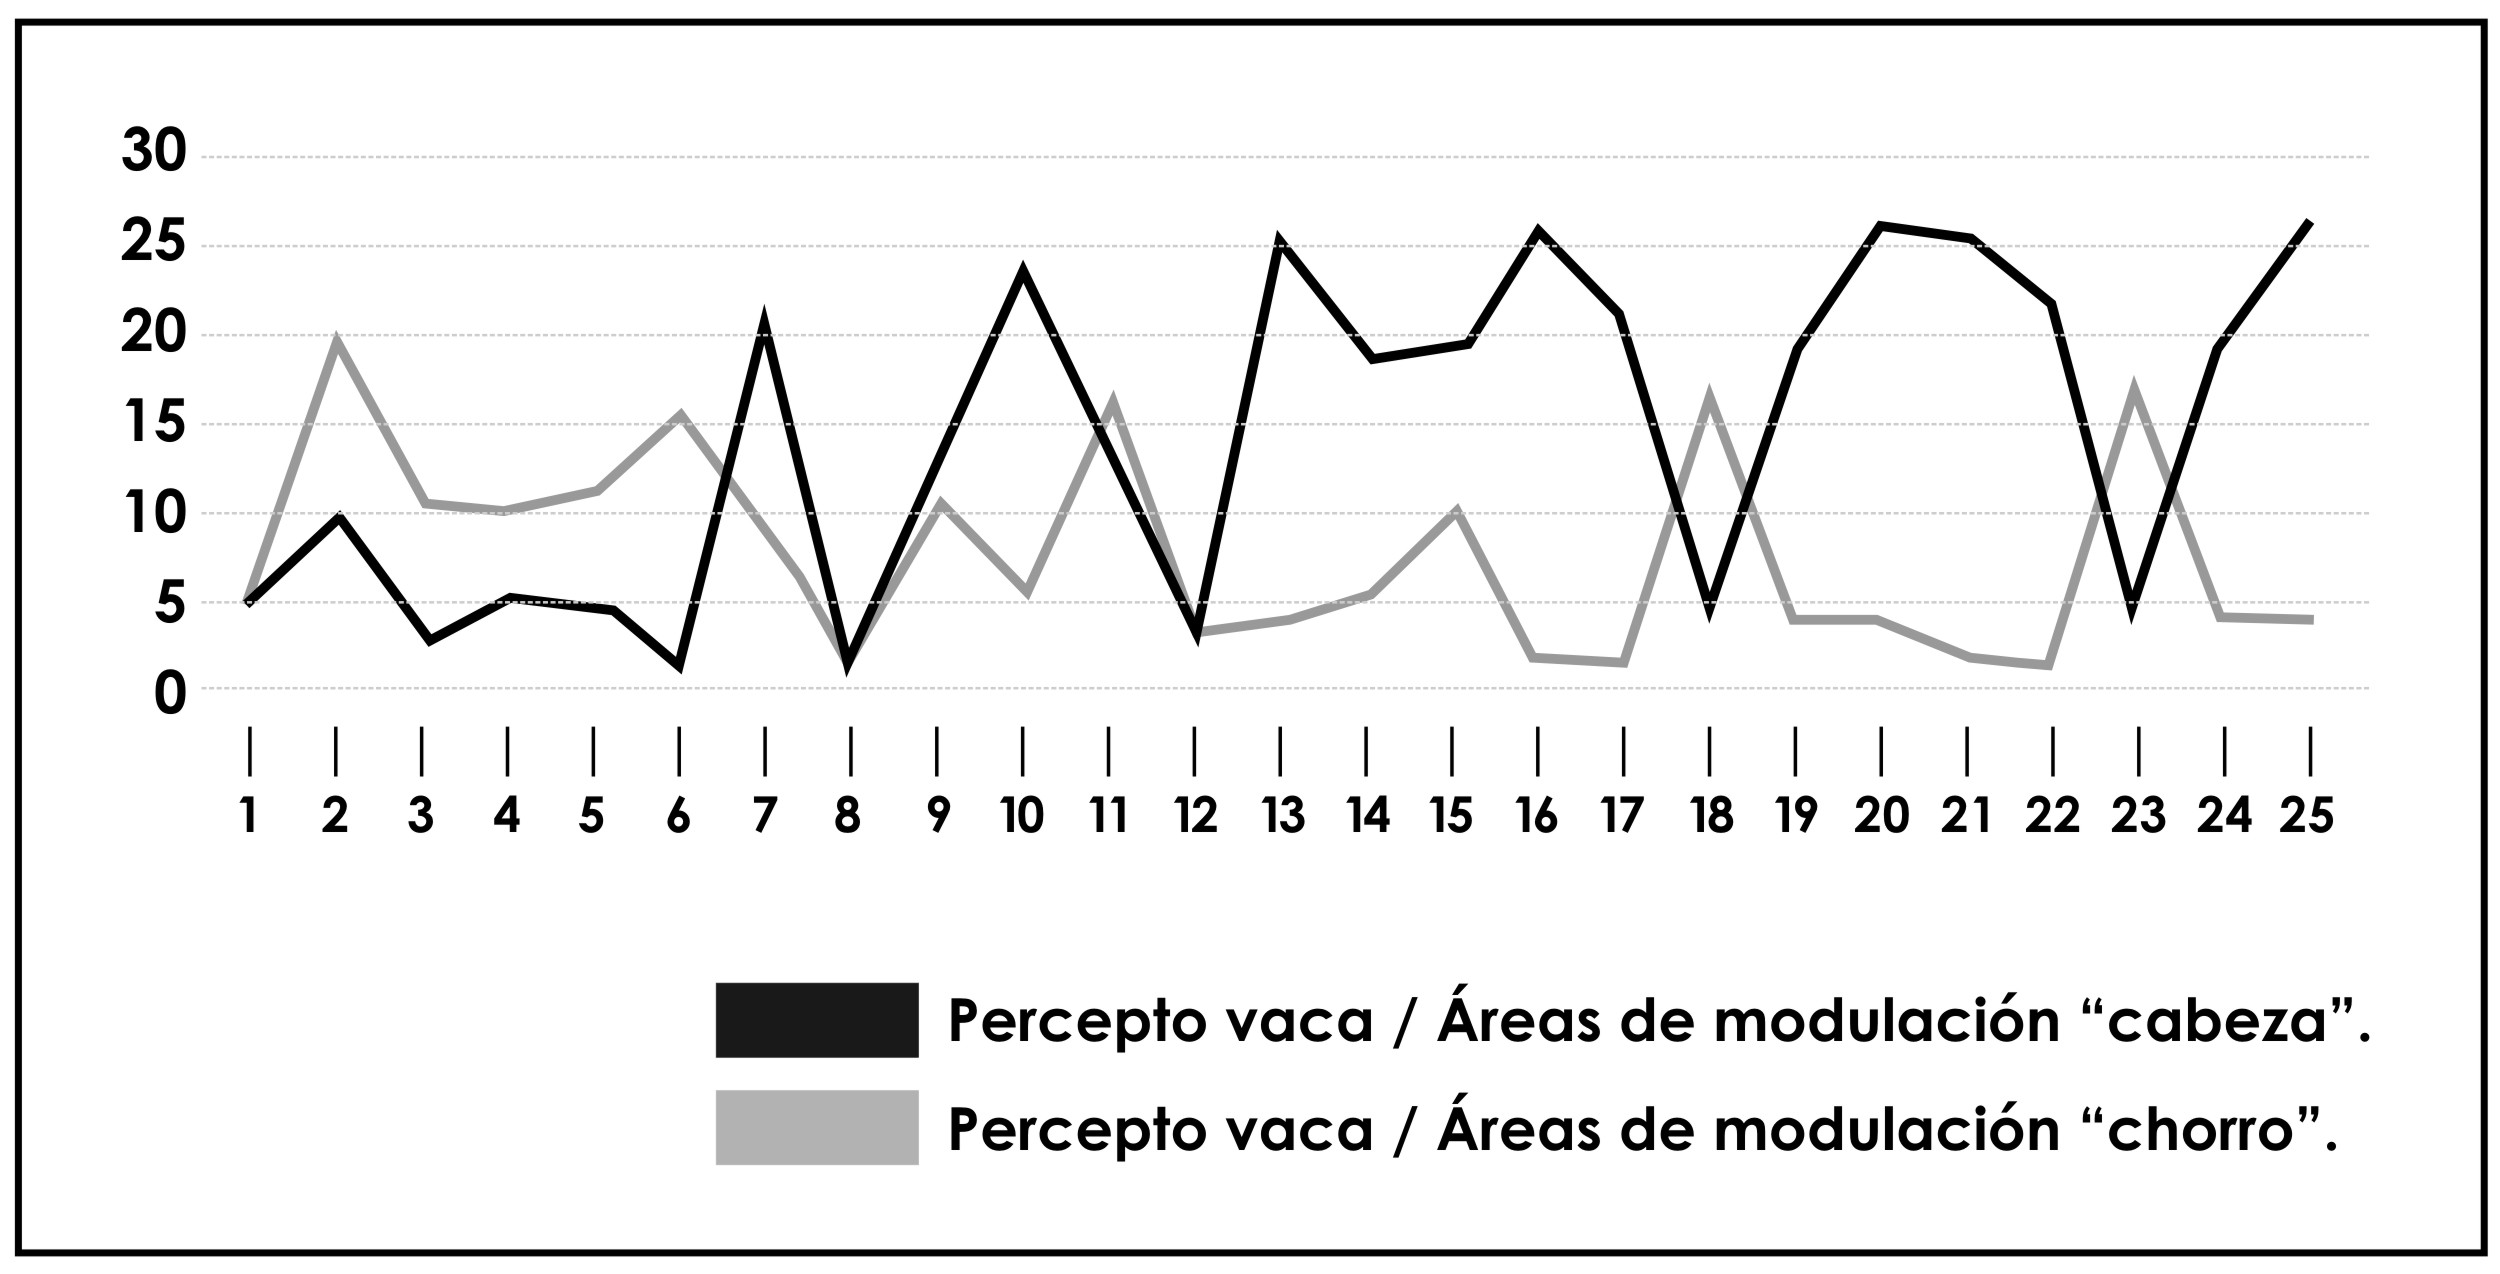 30
25
20
15
10
5
0
1 2 3 4 5 6 7 8 9 10 11 12 13 14 15 16 17 18 19 20 21 22 23 24 25
Percepto vaca / Áreas de modulación “cabeza”.
Percepto vaca / Áreas de modulación “chorro”.